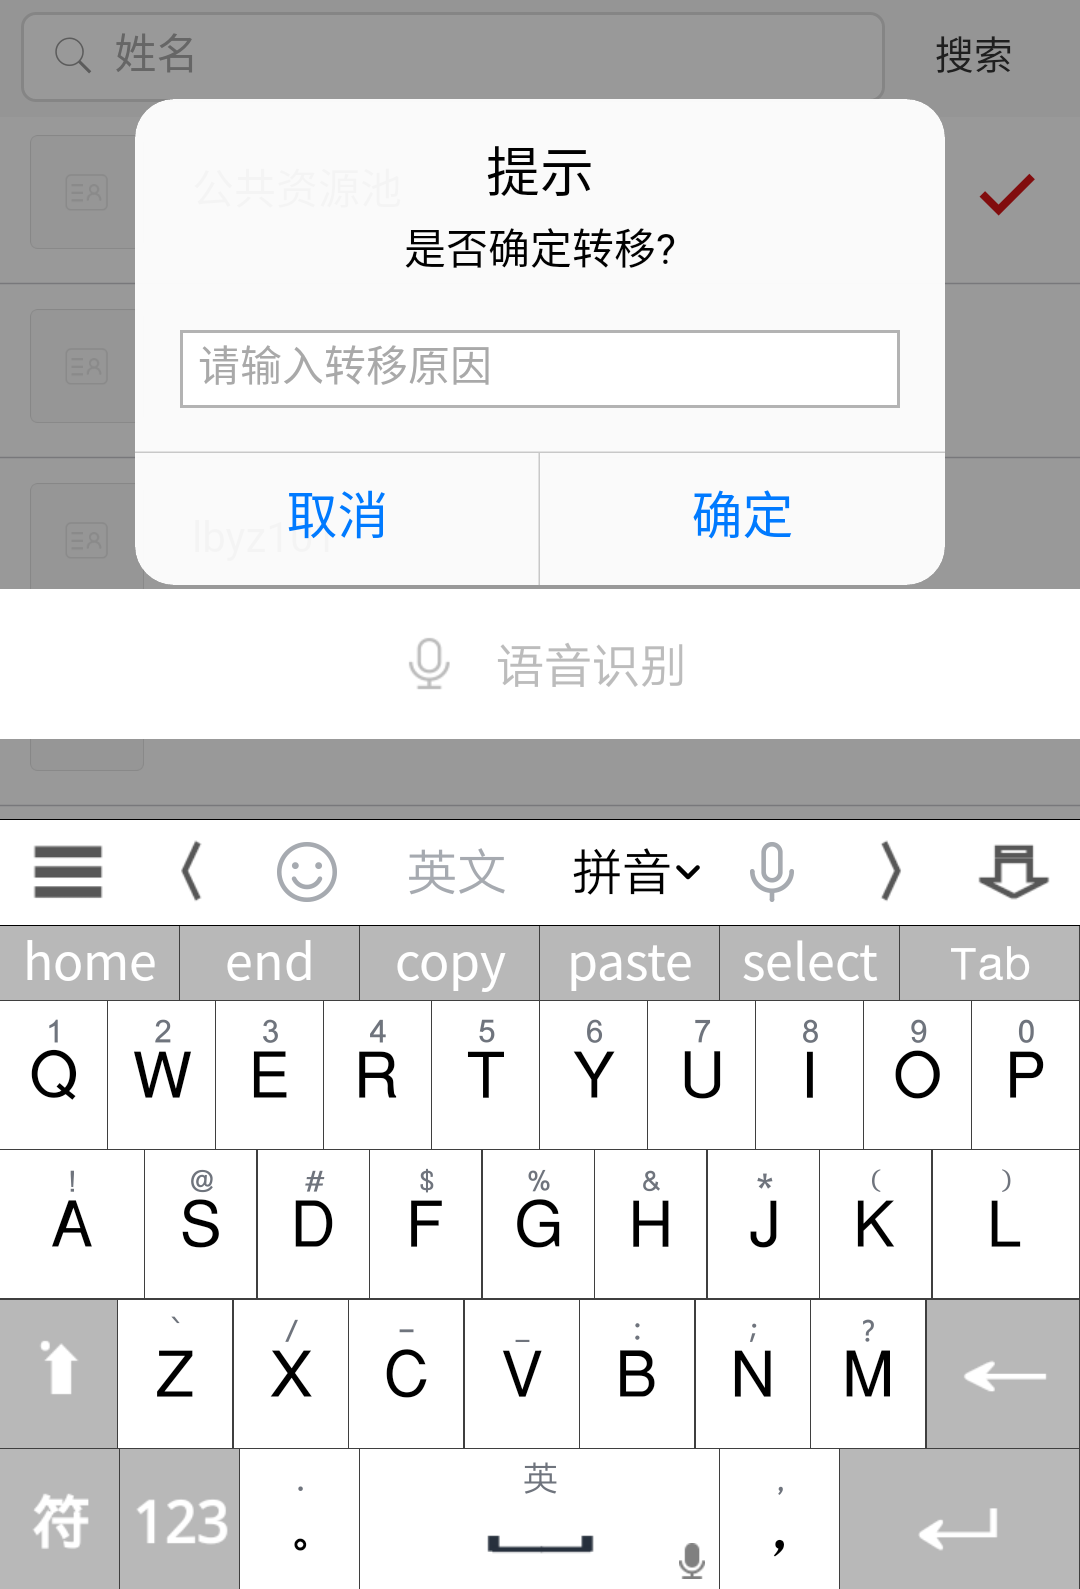 姓名
搜索
公共资源池
提示
是否确定转移?
请输入转移原因
取消
确定
语音识别
英文
拼音
home end copy paste select Tab
1 2 3 4 5 6 7 8 9 0
Q W E R T Y U I O P
! @ # $ % & * ( )
A S D F G H J K L
` / - _ : ; ?
Z X C V B N M
. 英 ,
符 123 。 ，